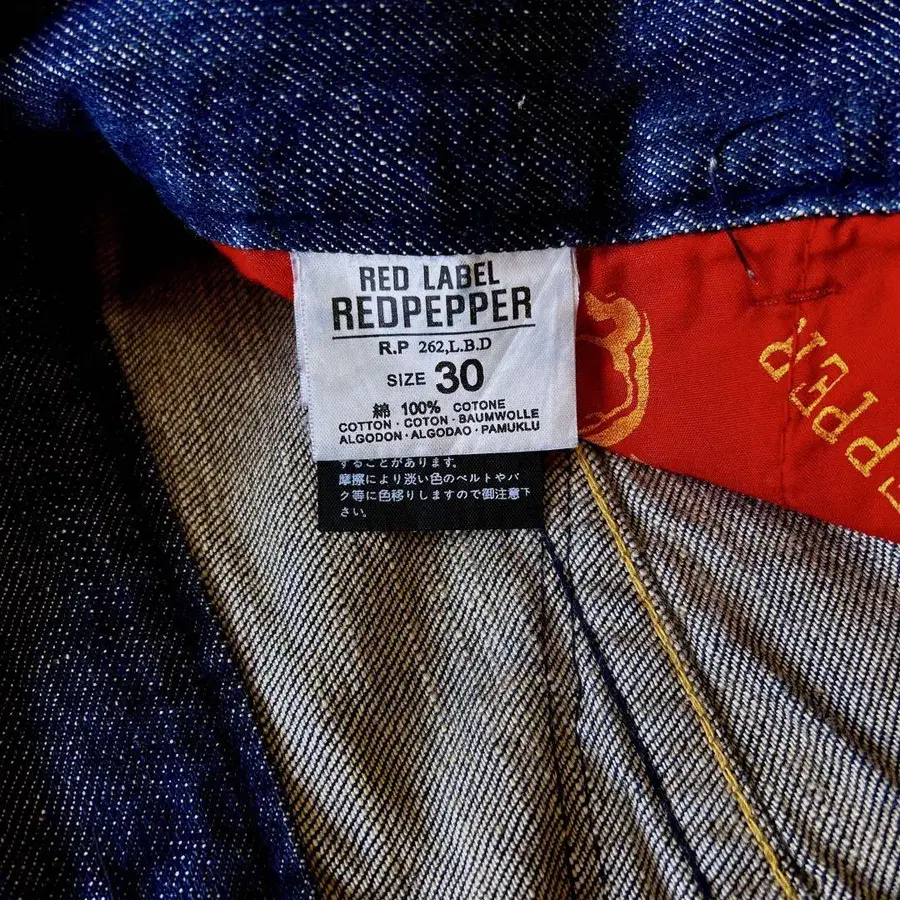 RED LABEL
REDPEPPER
R.P 262,L.B.D
SIZE 30
綿 100% COTONE
COTTON · COTON · BAUMWOLLE
ALGODON · ALGODAO · PAMUKLU
することがあります。
摩擦により淡い色のベルトやバ
ク等に色移りしますので御注意下
さい。
EPPER